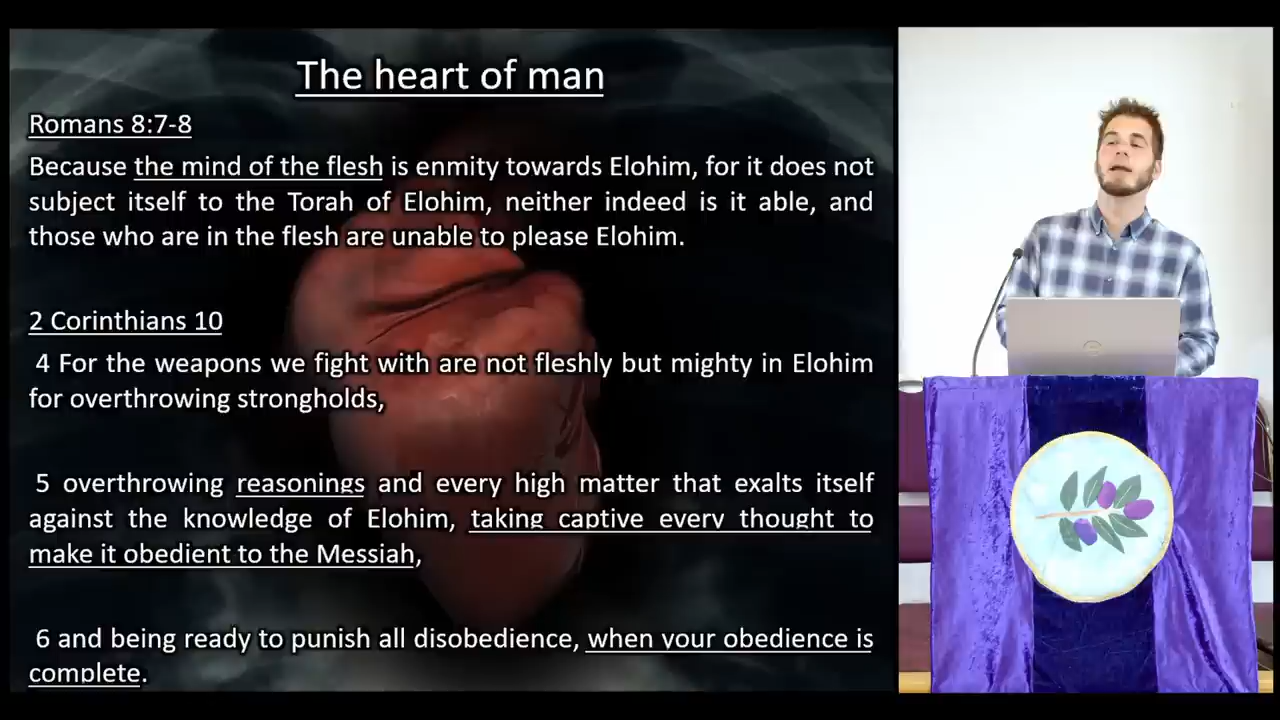 The heart of man
Romans 8:7-8
Because the mind of the flesh is enmity towards Elohim, for it does not
subject itself to the Torah of Elohim, neither indeed is it able, and
those who are in the flesh are unable to please Elohim.
2 Corinthians 10
4 For the weapons we fight with are not fleshly but mighty in Elohim
for overthrowing strongholds,
5 overthrowing reasonings and every high matter that exalts itself
against the knowledge of Elohim, taking captive every thought to
make it obedient to the Messiah,
6 and being ready to punish all disobedience, when your obedience is
complete.